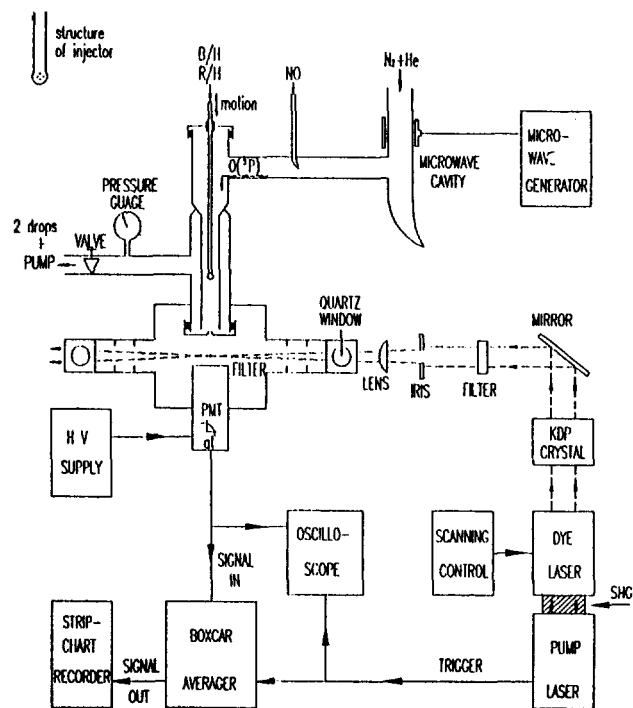 structure
of injector
B/H
R/H
motion
NO
N₂+He
O(³P)
MICROWAVE
CAVITY
MICRO-
WAVE
GENERATOR
PRESSURE
GUAGE
2 drops
+
PUMP
VALVE
QUARTZ
WINDOW
MIRROR
FILTER
LENS
IRIS
FILTER
PMT
H V
SUPPLY
KDP
CRYSTAL
SIGNAL
IN
OSCILLO-
SCOPE
SCANNING
CONTROL
DYE
LASER
SHG
STRIP-
CHART
RECORDER
SIGNAL
OUT
BOXCAR
AVERAGER
TRIGGER
PUMP
LASER